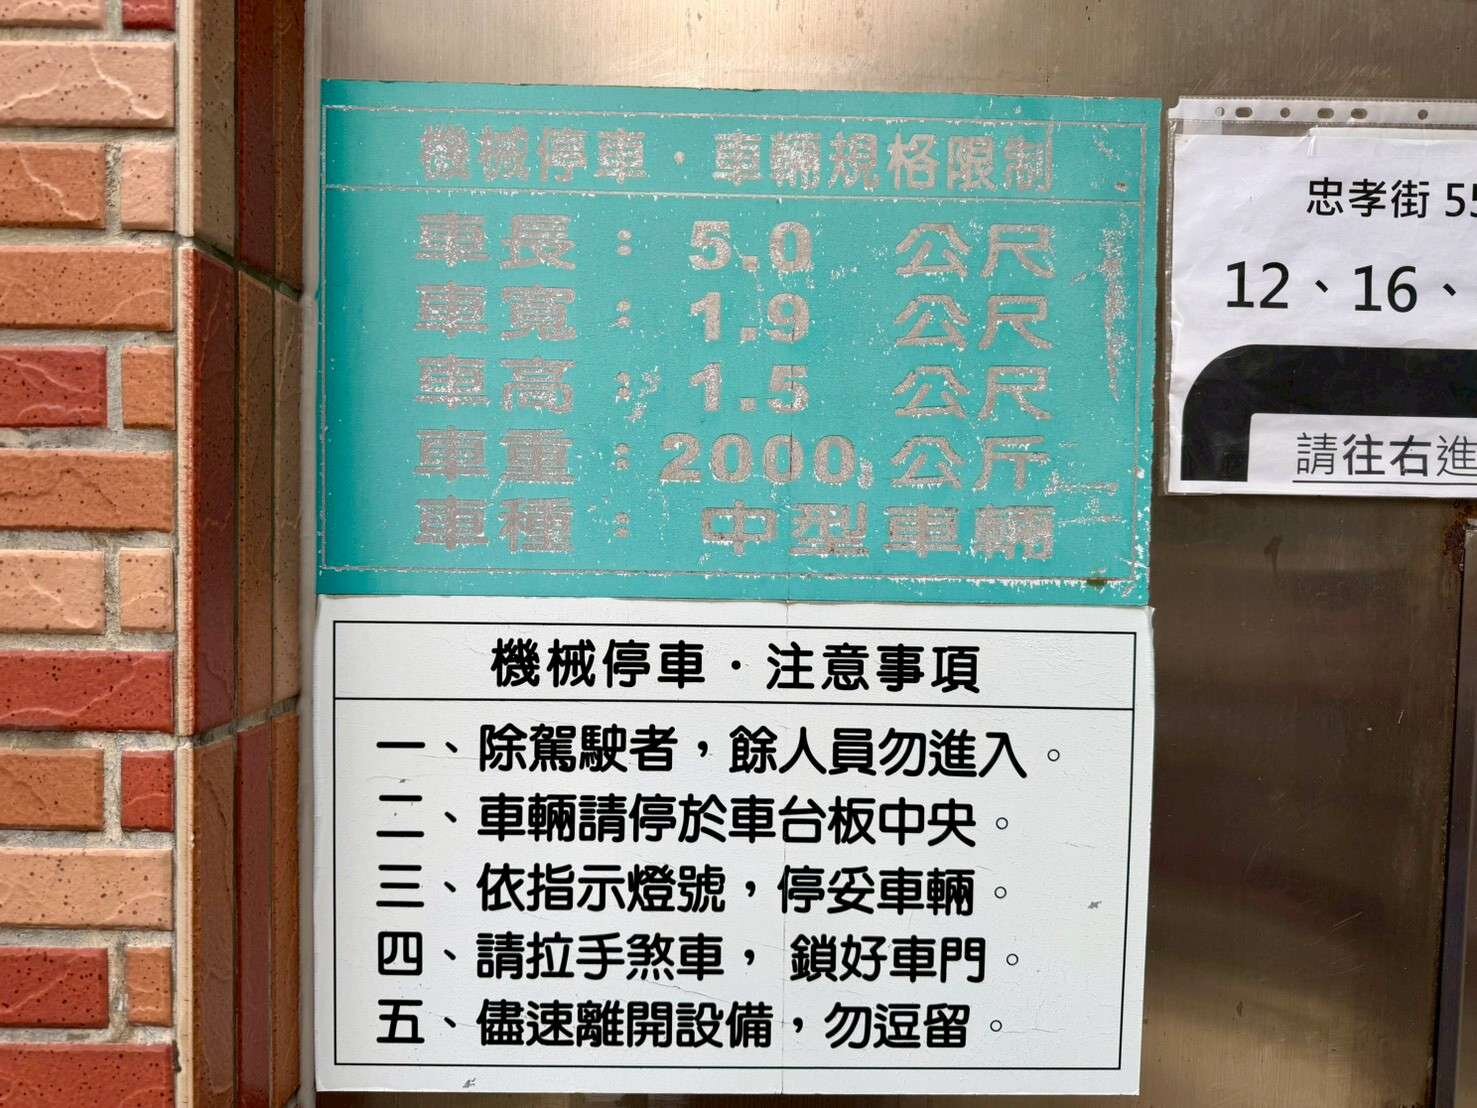 機械停車·車輛規格限制
車長：5.0 公尺
車寬：1.9 公尺
車高：1.5 公尺
車重：2000 公斤
車種：中型車輛
機械停車·注意事項
一、除駕駛者，餘人員勿進入。
二、車輛請停於車台板中央。
三、依指示燈號，停妥車輛。
四、請拉手煞車，鎖好車門。
五、儘速離開設備，勿逗留。
忠孝街 55
12、16、
請往右進